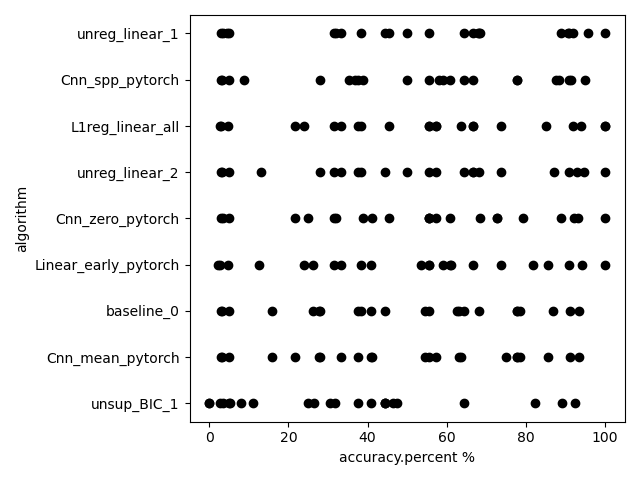 unreg_linear_1
Cnn_spp_pytorch
L1reg_linear_all
unreg_linear_2
Cnn_zero_pytorch
Linear_early_pytorch
baseline_0
Cnn_mean_pytorch
unsup_BIC_1
algorithm
0 20 40 60 80 100
accuracy.percent %